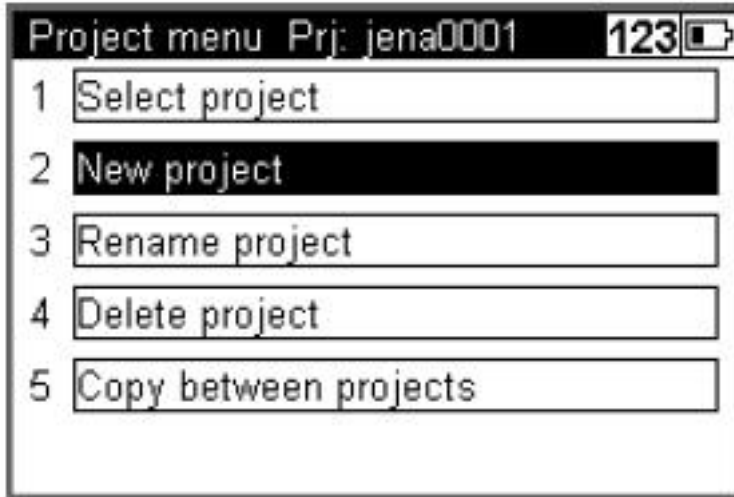 Project menu Prj: jena0001 123
1 Select project
2 New project
3 Rename project
4 Delete project
5 Copy between projects